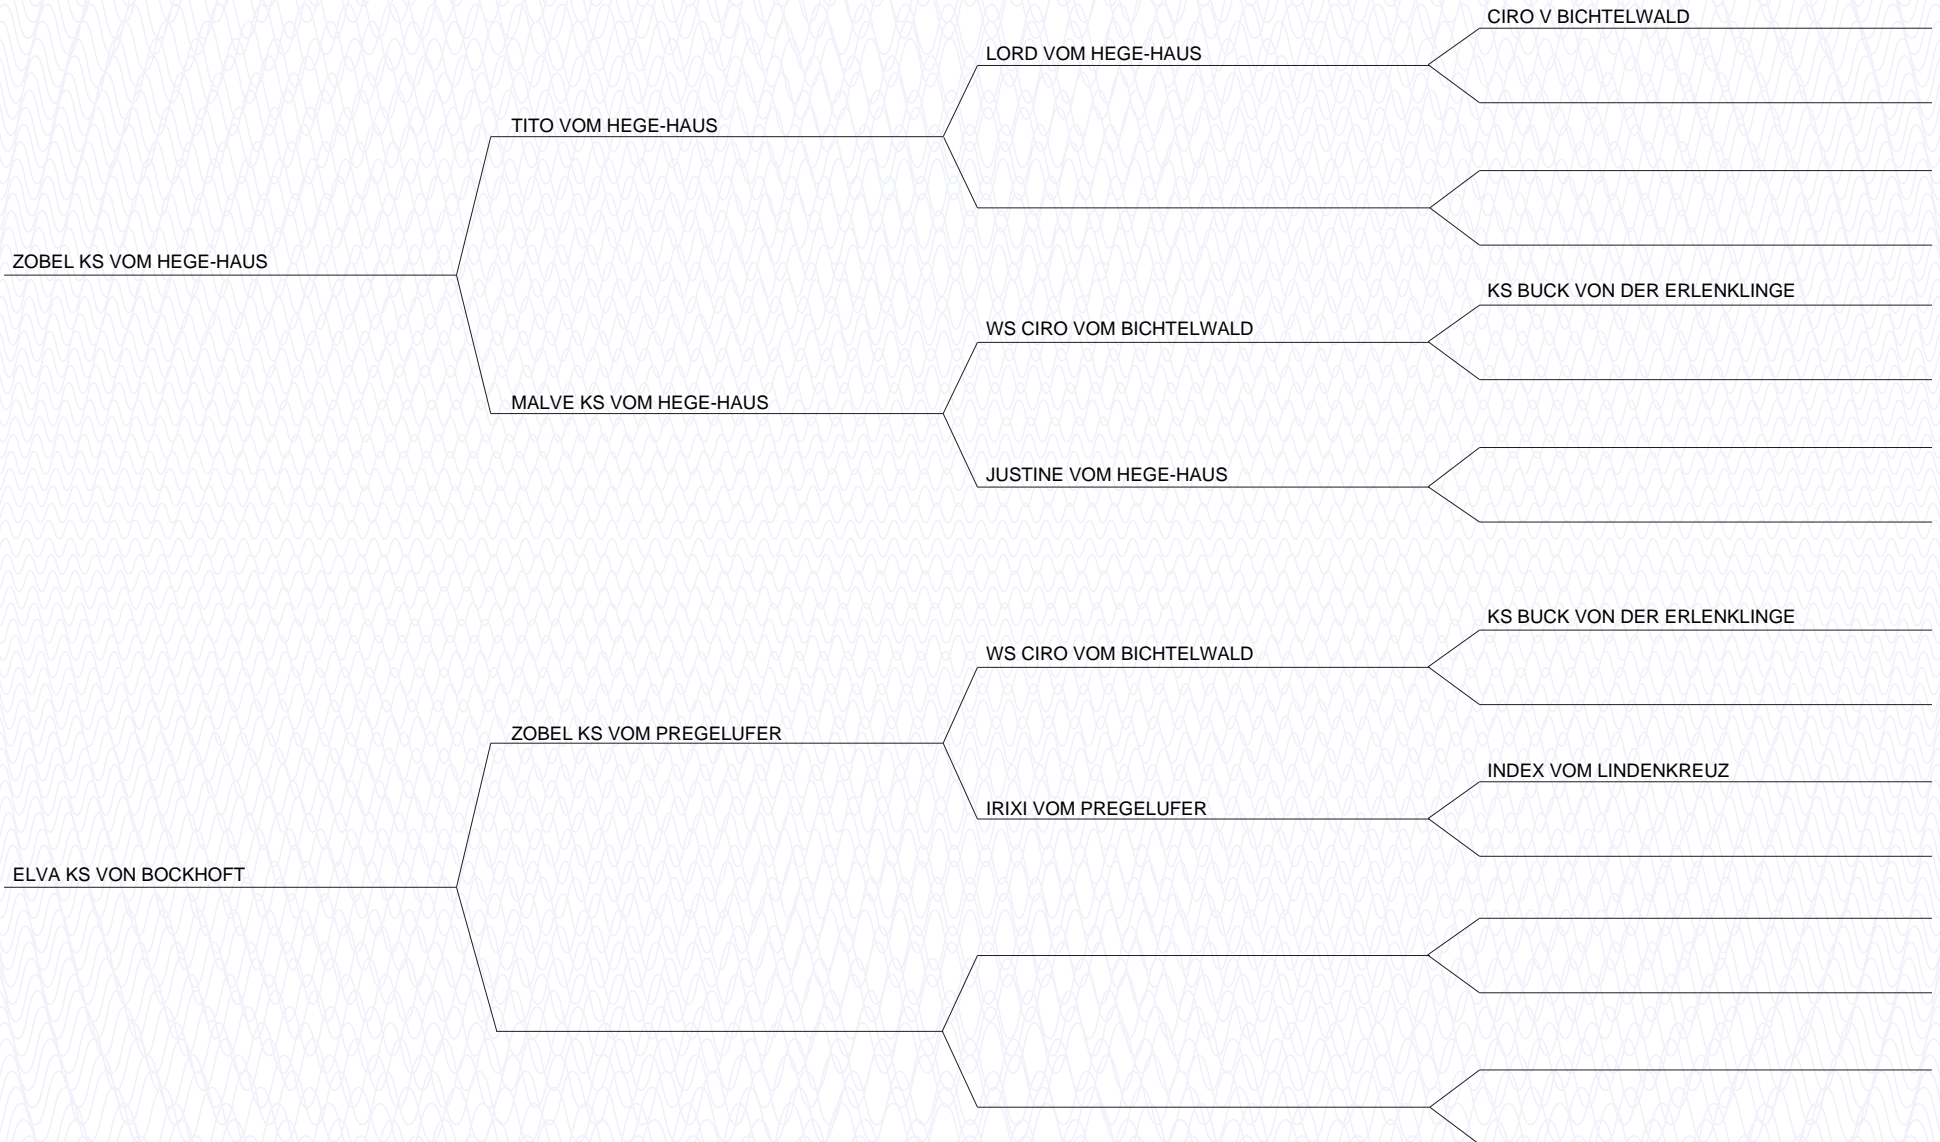 CIRO V BICHTELWALD
LORD VOM HEGE-HAUS
TITO VOM HEGE-HAUS
ZOBEL KS VOM HEGE-HAUS
KS BUCK VON DER ERLENKLINGE
WS CIRO VOM BICHTELWALD
MALVE KS VOM HEGE-HAUS
JUSTINE VOM HEGE-HAUS
KS BUCK VON DER ERLENKLINGE
WS CIRO VOM BICHTELWALD
ZOBEL KS VOM PREGELUFER
INDEX VOM LINDENKREUZ
IRIXI VOM PREGELUFER
ELVA KS VON BOCKHOFT